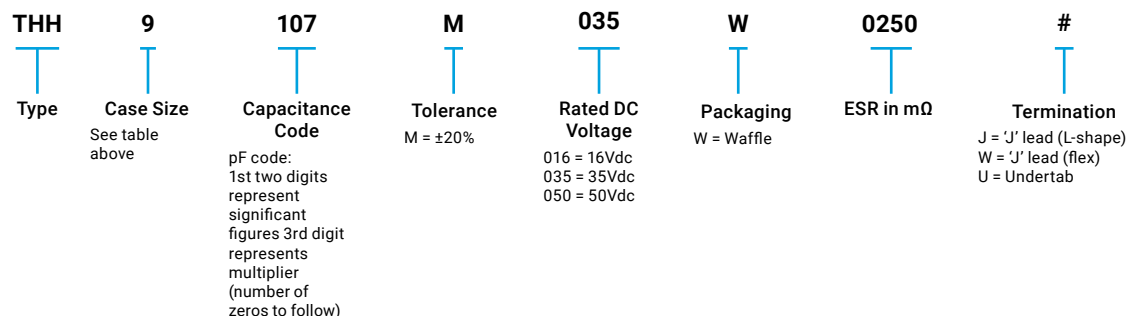 THH 9 107 M 035 W 0250 #
Type
Case Size
See table
above
Capacitance
Code
pF code:
1st two digits
represent
significant
figures 3rd digit
represents
multiplier
(number of
zeros to follow)
Tolerance
M = ±20%
Rated DC
Voltage
016 = 16Vdc
035 = 35Vdc
050 = 50Vdc
Packaging
W = Waffle
ESR in mΩ
Termination
J = ‘J’ lead (L-shape)
W = ‘J’ lead (flex)
U = Undertab